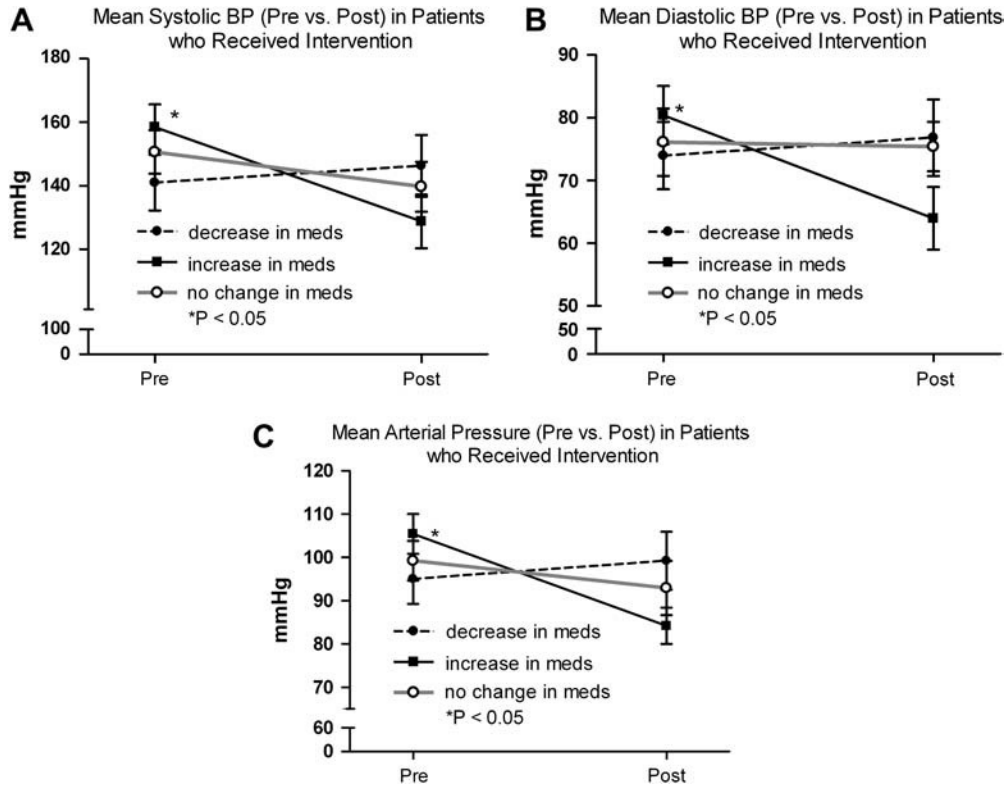 A
Mean Systolic BP (Pre vs. Post) in Patients
who Received Intervention
180
160
140
120
100
0
mmHg
decrease in meds
increase in meds
no change in meds
*P < 0.05
*
Pre
Post
B
Mean Diastolic BP (Pre vs. Post) in Patients
who Received Intervention
90
80
70
60
50
50
0
mmHg
decrease in meds
increase in meds
no change in meds
*P < 0.05
*
Pre
Post
C
Mean Arterial Pressure (Pre vs. Post) in Patients
who Received Intervention
120
110
100
90
80
70
60
0
mmHg
decrease in meds
increase in meds
no change in meds
*P < 0.05
*
Pre
Post